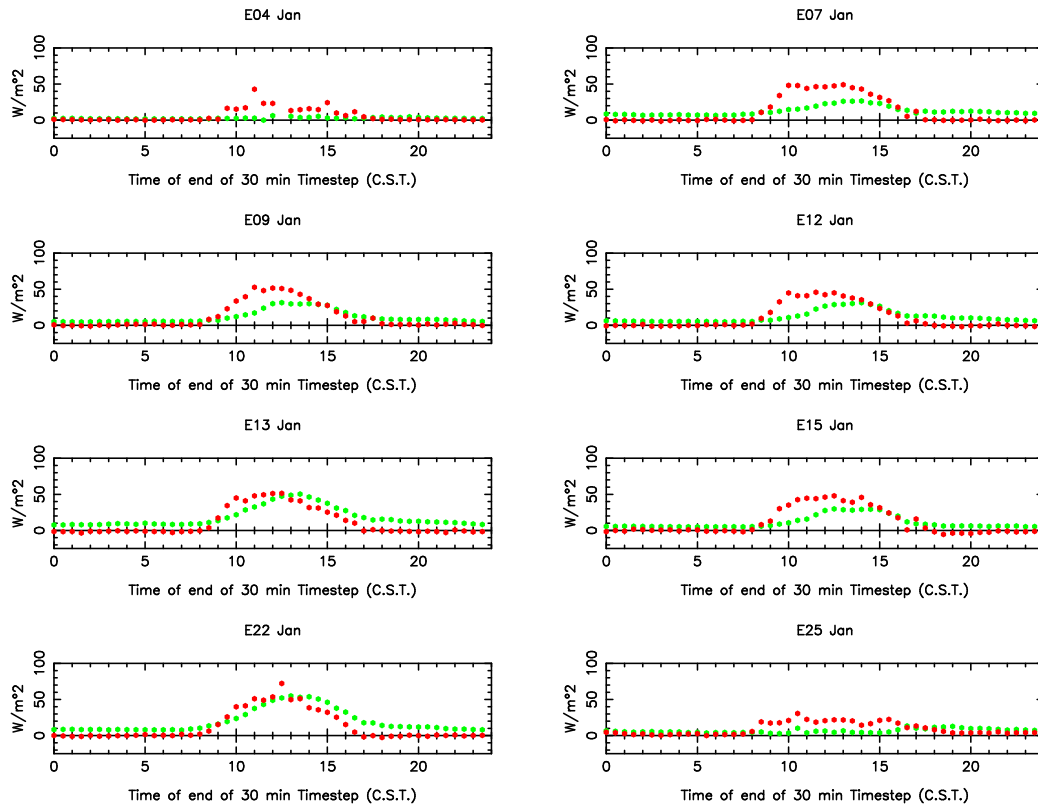 E04 Jan
W/m^2
100
50
0
0 5 10 15 20
Time of end of 30 min Timestep (C.S.T.)
E07 Jan
W/m^2
100
50
0
0 5 10 15 20
Time of end of 30 min Timestep (C.S.T.)
E09 Jan
W/m^2
100
50
0
0 5 10 15 20
Time of end of 30 min Timestep (C.S.T.)
E12 Jan
W/m^2
100
50
0
0 5 10 15 20
Time of end of 30 min Timestep (C.S.T.)
E13 Jan
W/m^2
100
50
0
0 5 10 15 20
Time of end of 30 min Timestep (C.S.T.)
E15 Jan
W/m^2
100
50
0
0 5 10 15 20
Time of end of 30 min Timestep (C.S.T.)
E22 Jan
W/m^2
100
50
0
0 5 10 15 20
Time of end of 30 min Timestep (C.S.T.)
E25 Jan
W/m^2
100
50
0
0 5 10 15 20
Time of end of 30 min Timestep (C.S.T.)